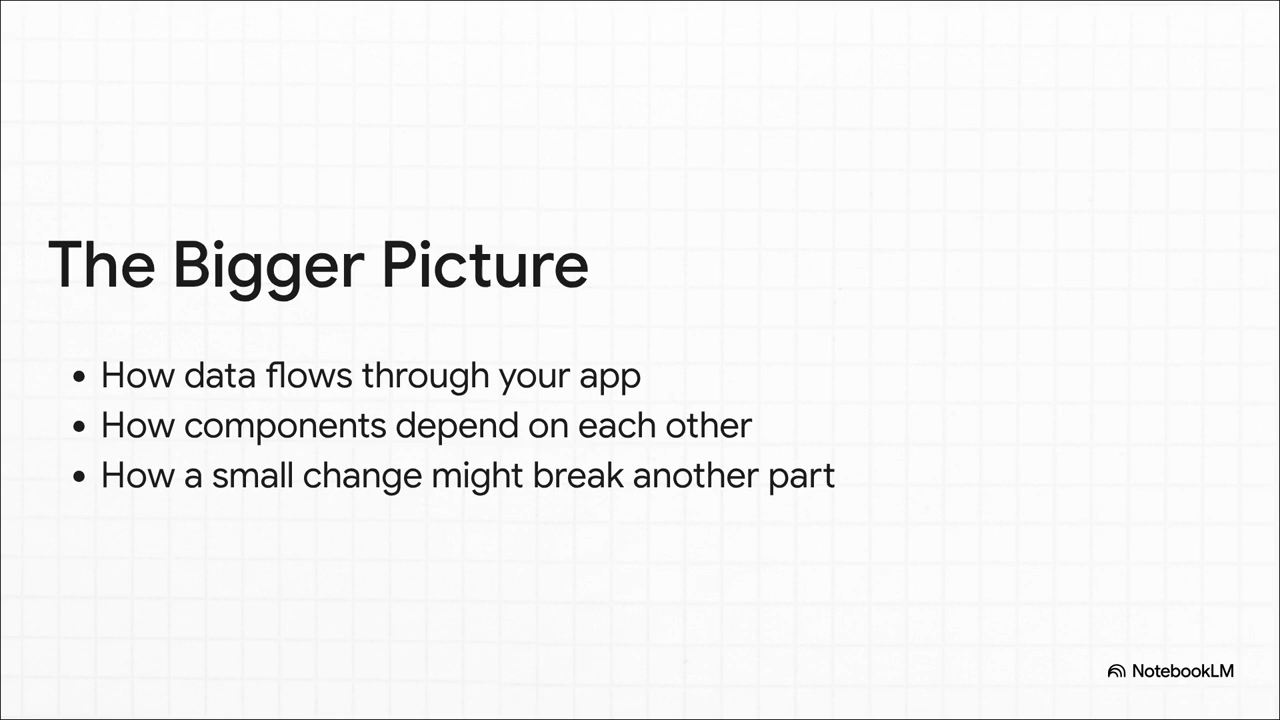 The Bigger Picture
• How data flows through your app
• How components depend on each other
• How a small change might break another part
NotebookLM